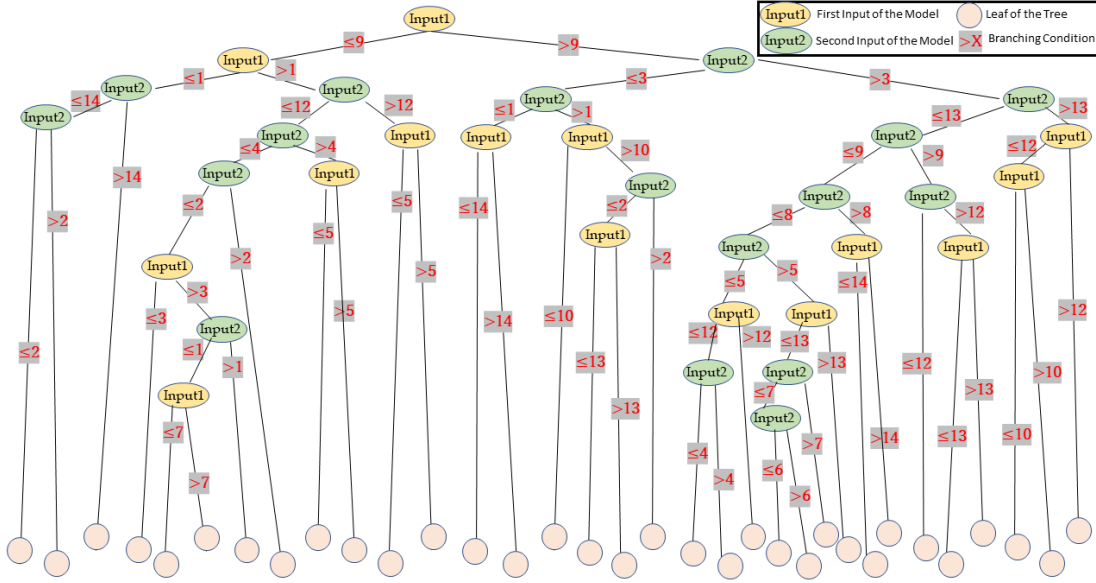 Input1 Input1 First Input of the Model Leaf of the Tree
≤9 >9 Input2 Second Input of the Model >X Branching Condition
Input1 Input2
≤1 >1 ≤3 >3
Input2 Input2 Input2 Input2
≤14 ≤12 >12 ≤1 >1 ≤13 >13
Input2 Input2 Input1 Input1 Input1 Input2 Input1
≤4 >4 >10 ≤9 >9 ≤12
>14 Input2 Input1 Input2 Input1
≤2 ≤5 ≤14 ≤2 Input2 Input2
>2 ≤5 Input1 ≤8 >8 >12
Input1 >2 >2 Input2 Input1 Input1
>3 >5 ≤5 >5 ≤14
≤3 Input2 >5 >14 ≤10 Input1 Input1 >12
≤2 ≤1 >1 ≤13 ≤12 >12 ≤13 >13 ≤12 >10
Input1 Input2 Input2
≤7 >13 ≤7 >13
Input2
≤4 >7 >14 ≤13 ≤10
>7 >4 ≤6 >6